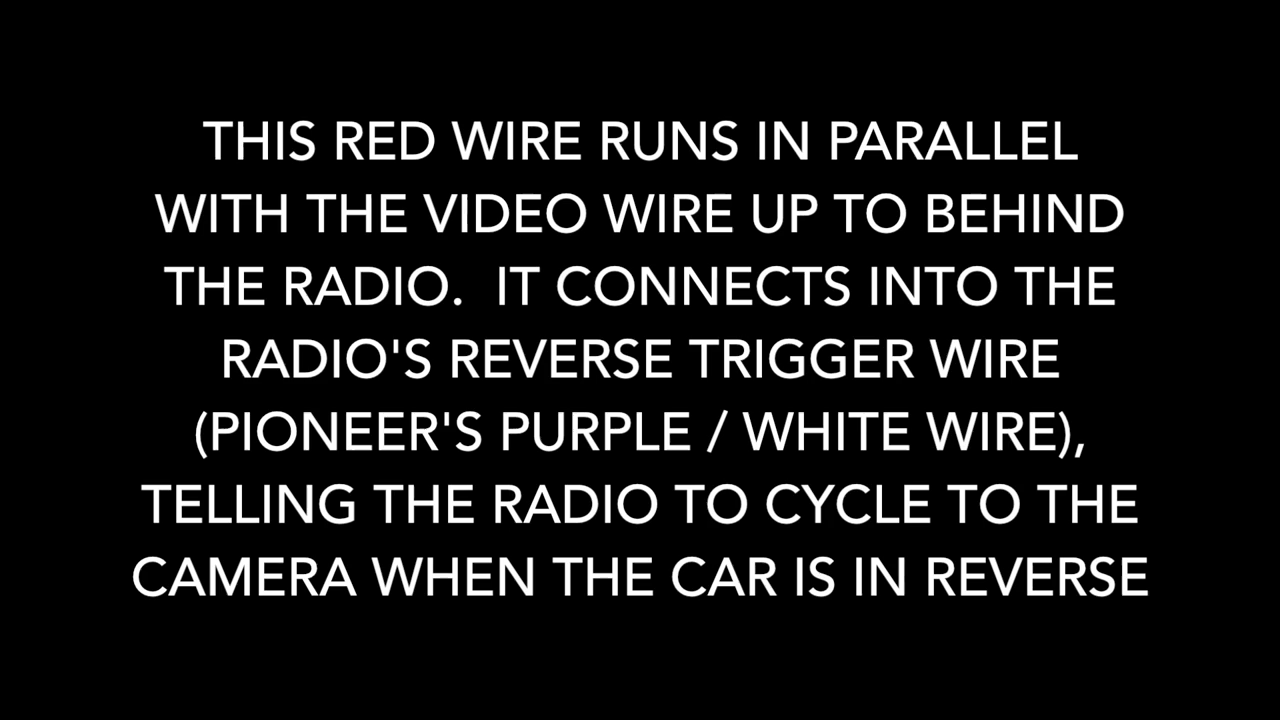 THIS RED WIRE RUNS IN PARALLEL
WITH THE VIDEO WIRE UP TO BEHIND
THE RADIO.  IT CONNECTS INTO THE
RADIO'S REVERSE TRIGGER WIRE
(PIONEER'S PURPLE / WHITE WIRE),
TELLING THE RADIO TO CYCLE TO THE
CAMERA WHEN THE CAR IS IN REVERSE